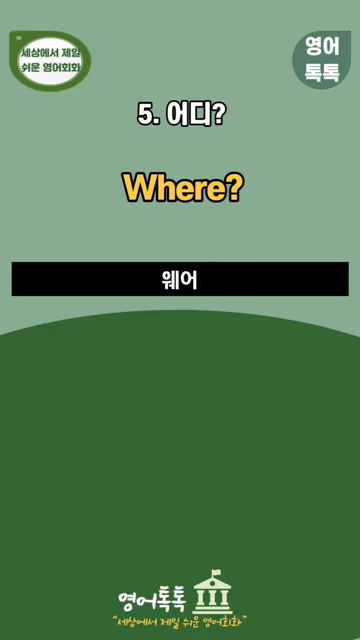 세상에서 제일
쉬운 영어회화
영어
톡톡
5. 어디?
Where?
웨어
영어톡톡
"세상에서 제일 쉬운 영어회화"